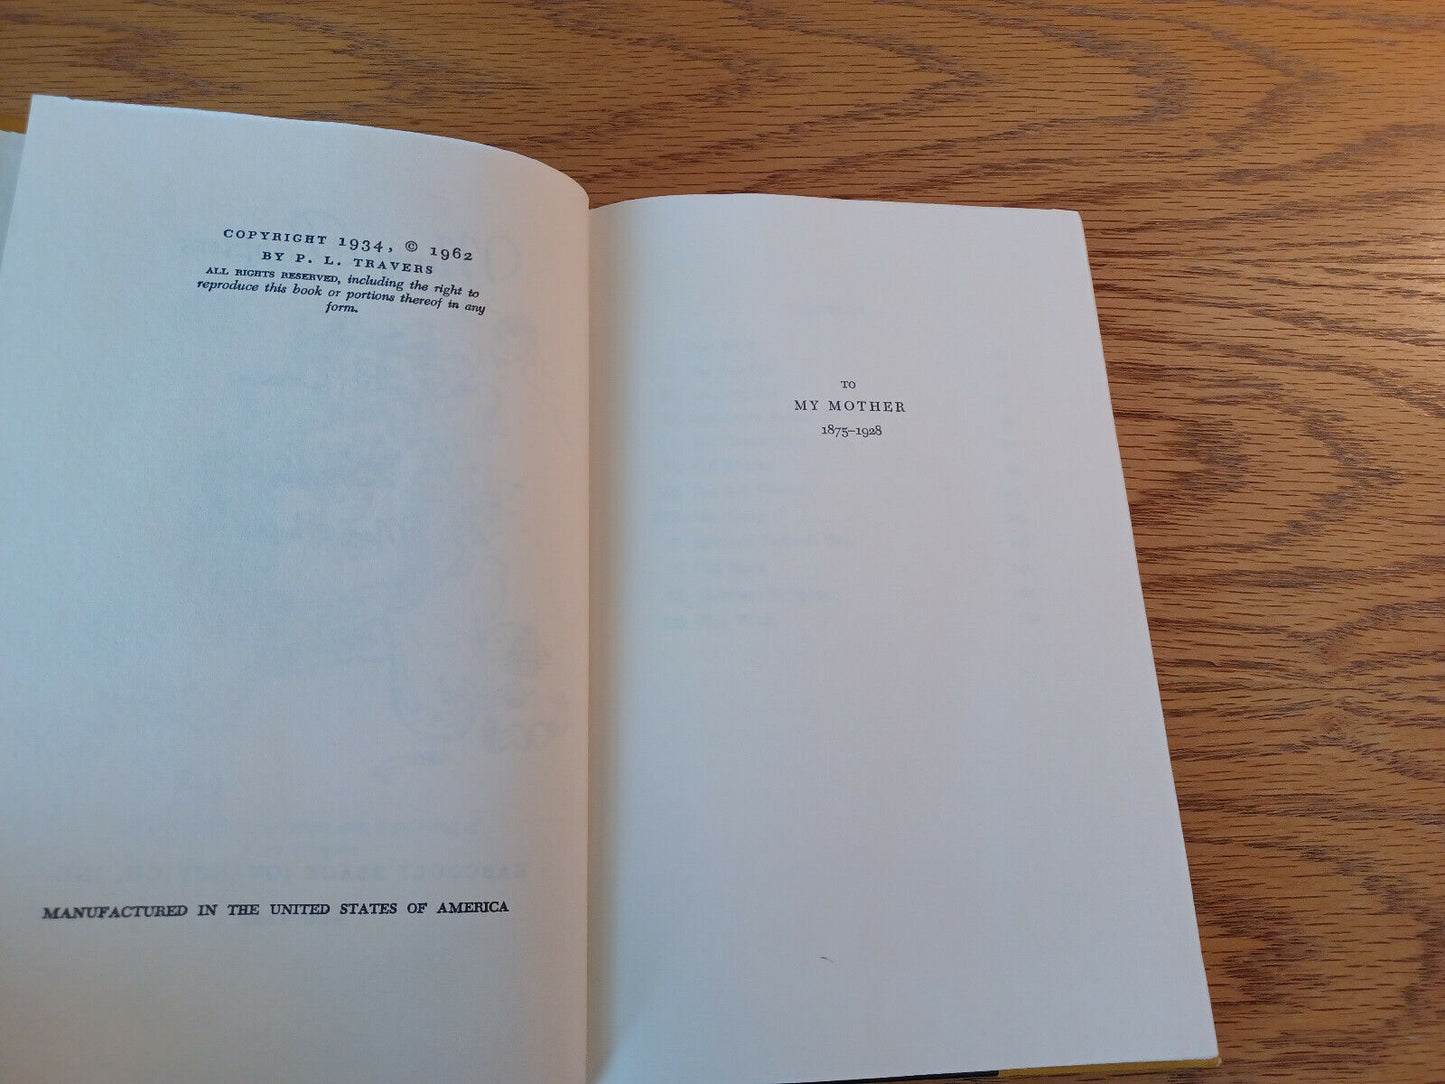 COPYRIGHT 1934, © 1962
BY P. L. TRAVERS
ALL RIGHTS RESERVED, including the right to
reproduce this book or portions thereof in any
form.
MANUFACTURED IN THE UNITED STATES OF AMERICA
TO
MY MOTHER
1875–1928